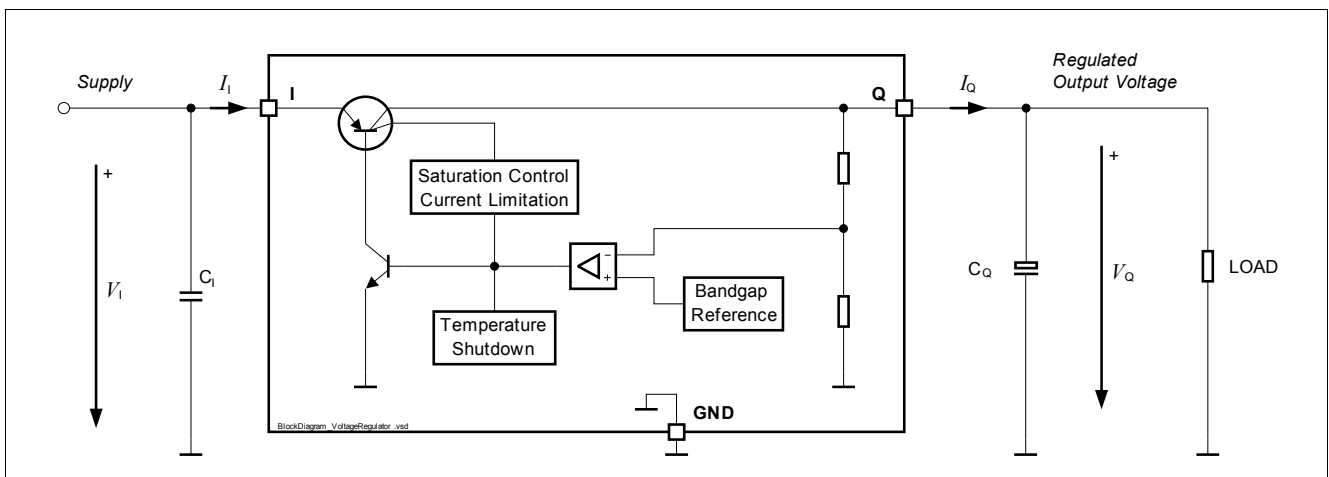 Supply
I_I
I
Q
I_Q
Regulated
Output Voltage
+
Saturation Control
Current Limitation
+
V_I
C_I
−
+
Bandgap
Reference
Temperature
Shutdown
C_Q
V_Q
LOAD
GND
BlockDiagram_VoltageRegulator .vsd